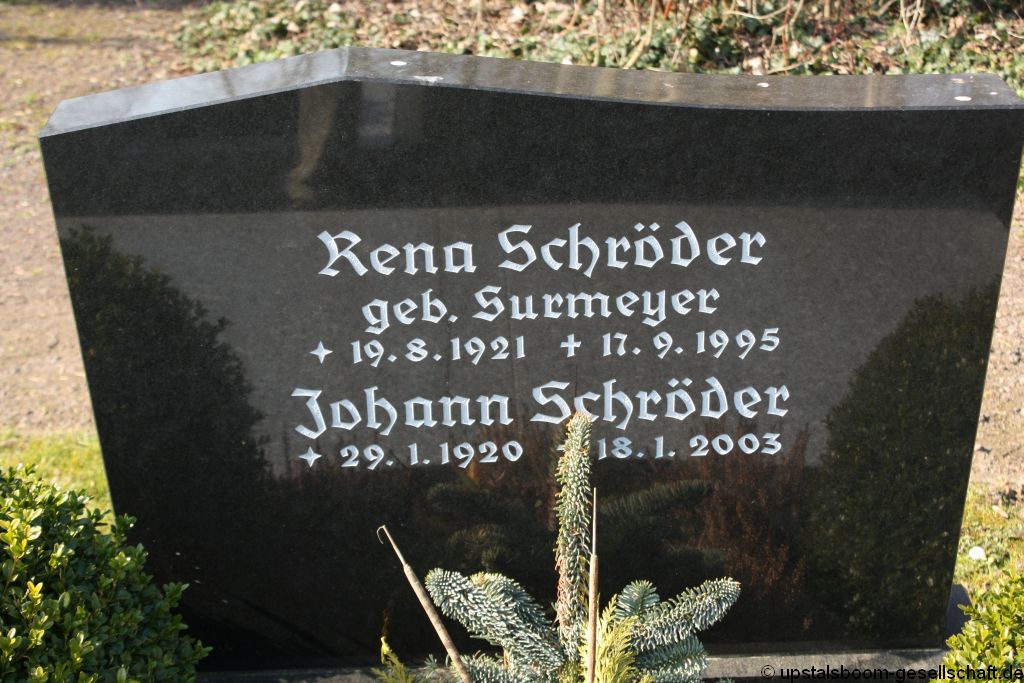 Rena Schröder
geb. Surmeyer
✦ 19.8.1921 ✝ 17.9.1995
Johann Schröder
✦ 29.1.1920 18.1.2003
© upstalsboom-gesellschaft.de